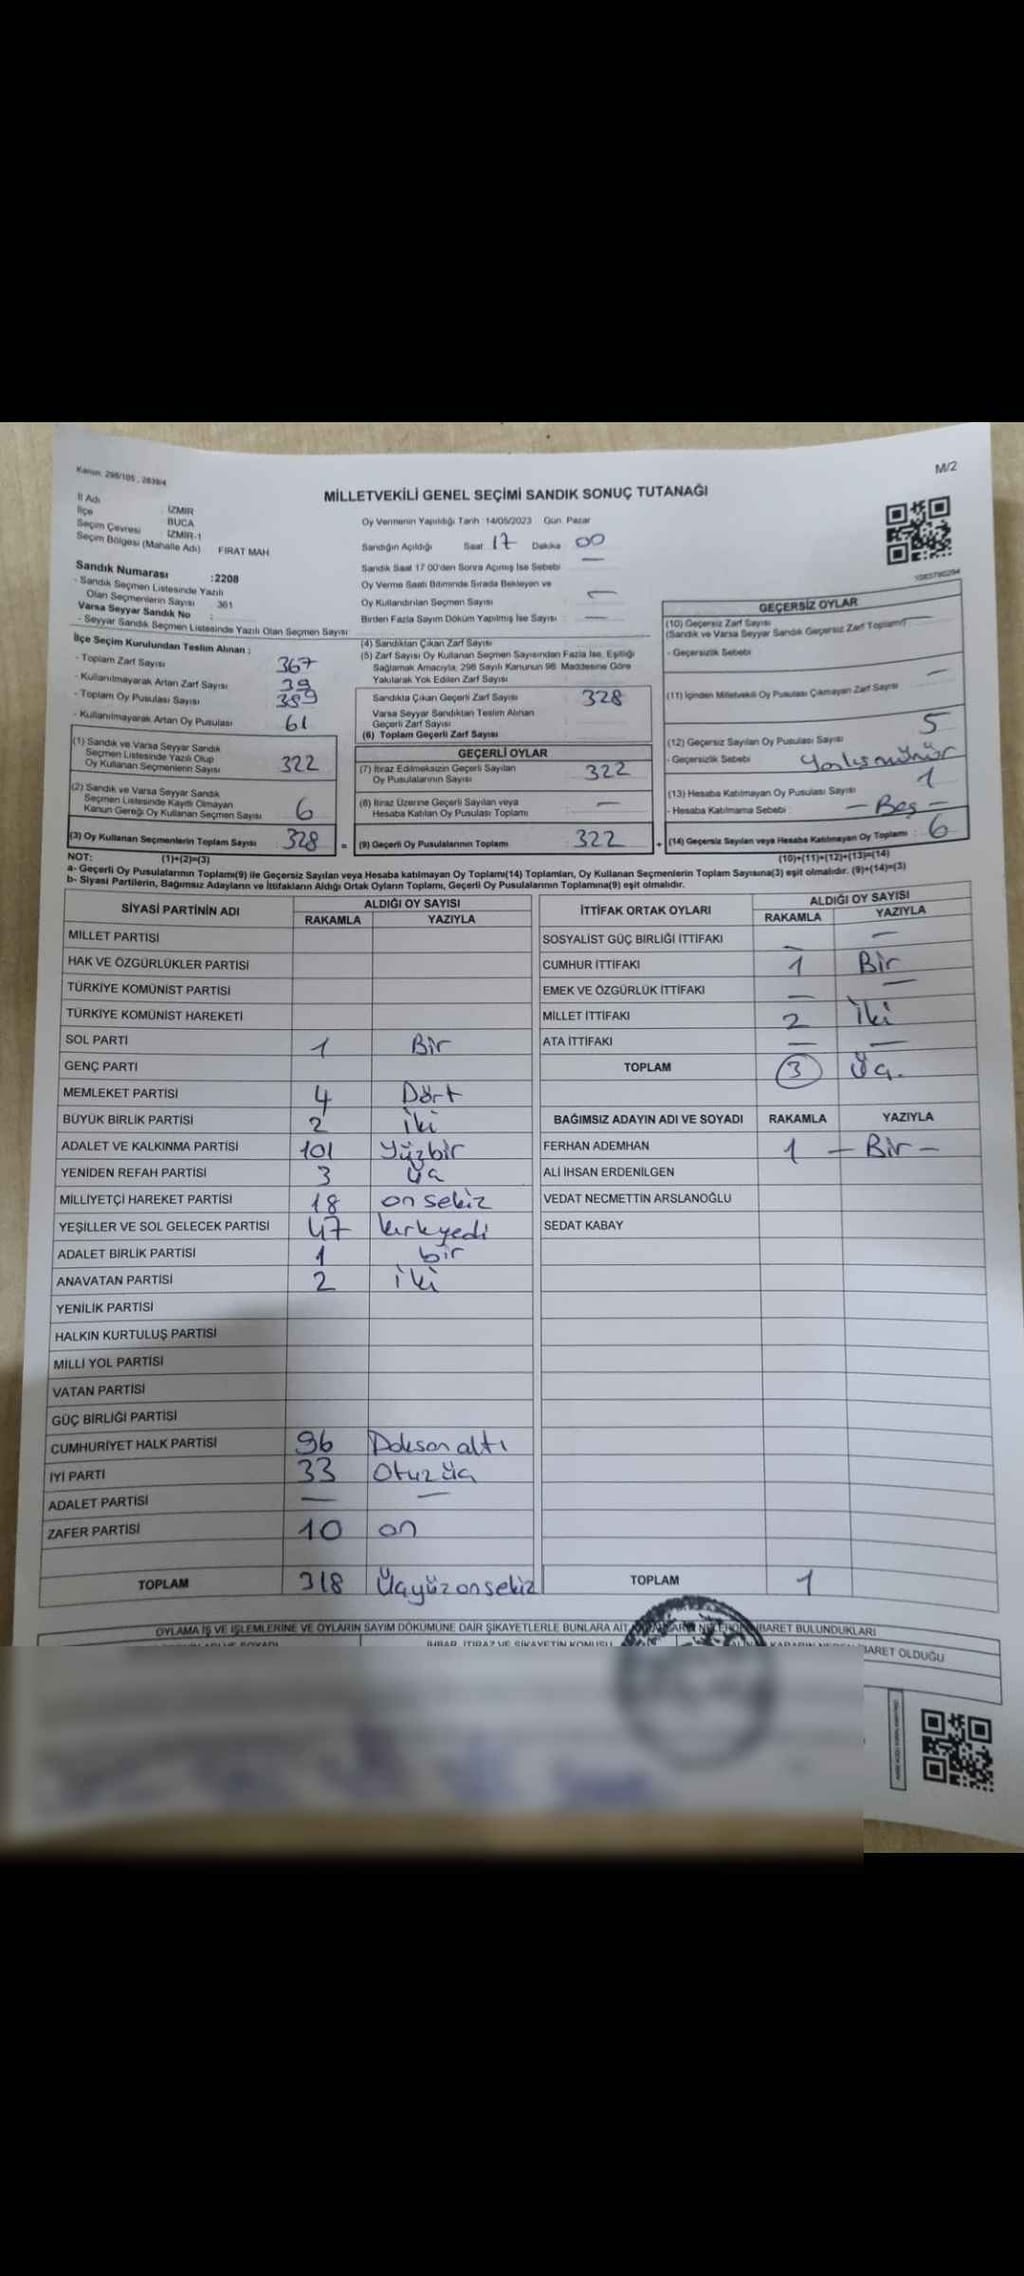 Kanun: 298/105, 2839/4
M/2
MİLLETVEKİLİ GENEL SEÇİMİ SANDIK SONUÇ TUTANAĞI
İl Adı : İZMİR
İlçe : BUCA
Seçim Çevresi : İZMİR-1
Seçim Bölgesi (Mahalle Adı) FIRAT MAH
Sandık Numarası :2208
- Sandık Seçmen Listesinde Yazılı
Olan Seçmenlerin Sayısı 361
Varsa Seyyar Sandık No :
- Seyyar Sandık Seçmen Listesinde Yazılı Olan Seçmen Sayısı:
Oy Vermenin Yapıldığı Tarih 14/05/2023 Gün: Pazar
Sandığın Açıldığı Saat 17 Dakika 00
Sandık Saat 17:00'den Sonra Açılmış İse Sebebi —
Oy Verme Saati Bitiminde Sırada Bekleyen ve
Oy Kullandırılan Seçmen Sayısı —
Birden Fazla Sayım Döküm Yapılmış İse Sayısı —
İlçe Seçim Kurulundan Teslim Alınan :
- Toplam Zarf Sayısı 367
- Kullanılmayarak Artan Zarf Sayısı 39
- Toplam Oy Pusulası Sayısı 389
- Kullanılmayarak Artan Oy Pusulası 61
(1) Sandık ve Varsa Seyyar Sandık
Seçmen Listesinde Yazılı Olup
Oy Kullanan Seçmenlerin Sayısı 322
(2) Sandık ve Varsa Seyyar Sandık
Seçmen Listesinde Kayıtlı Olmayan
Kanun Gereği Oy Kullanan Seçmen Sayısı 6
(3) Oy Kullanan Seçmenlerin Toplam Sayısı 328 =
(4) Sandıktan Çıkan Zarf Sayısı
(5) Zarf Sayısı Oy Kullanan Seçmen Sayısından Fazla İse, Eşitliği
Sağlamak Amacıyla, 298 Sayılı Kanunun 98. Maddesine Göre
Yakılarak Yok Edilen Zarf Sayısı
Sandıkta Çıkan Geçerli Zarf Sayısı 328
Varsa Seyyar Sandıktan Teslim Alınan
Geçerli Zarf Sayısı
(6) Toplam Geçerli Zarf Sayısı
GEÇERLİ OYLAR
(7) İtiraz Edilmeksizin Geçerli Sayılan
Oy Pusulalarının Sayısı 322
(8) İtiraz Üzerine Geçerli Sayılan veya
Hesaba Katılan Oy Pusulası Toplamı —
(9) Geçerli Oy Pusulalarının Toplamı 322 +
GEÇERSİZ OYLAR
(10) Geçersiz Zarf Sayısı
(Sandık ve Varsa Seyyar Sandık Geçersiz Zarf Toplamı) —
- Geçersizlik Sebebi
(11) İçinden Milletvekili Oy Pusulası Çıkmayan Zarf Sayısı —
(12) Geçersiz Sayılan Oy Pusulası Sayısı 5
- Geçersizlik Sebebi
(13) Hesaba Katılmayan Oy Pusulası Sayısı 1
- Hesaba Katılmama Sebebi : — Beş —
(14) Geçersiz Sayılan veya Hesaba Katılmayan Oy Toplamı : 6
NOT: (1)+(2)=(3) (10)+(11)+(12)+(13)=(14)
a- Geçerli Oy Pusulalarının Toplamı(9) ile Geçersiz Sayılan veya Hesaba katılmayan Oy Toplamı(14) Toplamları, Oy Kullanan Seçmenlerin Toplam Sayısına(3) eşit olmalıdır. (9)+(14)=(3)
b- Siyasi Partilerin, Bağımsız Adayların ve İttifakların Aldığı Ortak Oyların Toplamı, Geçerli Oy Pusulalarının Toplamına(9) eşit olmalıdır.
SİYASİ PARTİNİN ADI ALDIĞI OY SAYISI
RAKAMLA YAZIYLA
MİLLET PARTİSİ
HAK VE ÖZGÜRLÜKLER PARTİSİ
TÜRKİYE KOMÜNİST PARTİSİ
TÜRKİYE KOMÜNİST HAREKETİ
SOL PARTİ 1 Bir
GENÇ PARTİ
MEMLEKET PARTİSİ 4 Dört
BÜYÜK BİRLİK PARTİSİ 2 iki
ADALET VE KALKINMA PARTİSİ 101 Yüzbir
YENİDEN REFAH PARTİSİ 3 üç
MİLLİYETÇİ HAREKET PARTİSİ 18 on sekiz
YEŞİLLER VE SOL GELECEK PARTİSİ 47 kırkyedi
ADALET BİRLİK PARTİSİ 1 bir
ANAVATAN PARTİSİ 2 iki
YENİLİK PARTİSİ
HALKIN KURTULUŞ PARTİSİ
MİLLİ YOL PARTİSİ
VATAN PARTİSİ
GÜÇ BİRLİĞİ PARTİSİ
CUMHURİYET HALK PARTİSİ 96 Doksan altı
İYİ PARTİ 33 Otuz üç
ADALET PARTİSİ — —
ZAFER PARTİSİ 10 on
TOPLAM 318 Üçyüz onsekiz
İTTİFAK ORTAK OYLARI ALDIĞI OY SAYISI
RAKAMLA YAZIYLA
SOSYALİST GÜÇ BİRLİĞİ İTTİFAKI — —
CUMHUR İTTİFAKI 1 Bir
EMEK VE ÖZGÜRLÜK İTTİFAKI — —
MİLLET İTTİFAKI 2 İki
ATA İTTİFAKI — —
TOPLAM 3 Üç.
BAĞIMSIZ ADAYIN ADI VE SOYADI RAKAMLA YAZIYLA
FERHAN ADEMHAN 1 — Bir —
ALİ İHSAN ERDENİLGEN
VEDAT NECMETTİN ARSLANOĞLU
SEDAT KABAY
TOPLAM 1
OYLAMA İŞ VE İŞLEMLERİNE VE OYLARIN SAYIM DÖKÜMÜNE DAİR ŞİKAYETLERLE BUNLARA AİT İBARET BULUNDUKLARI
İHBAR, İTİRAZ VE ŞİKAYETİN KONUSU
İBARET OLDUĞU